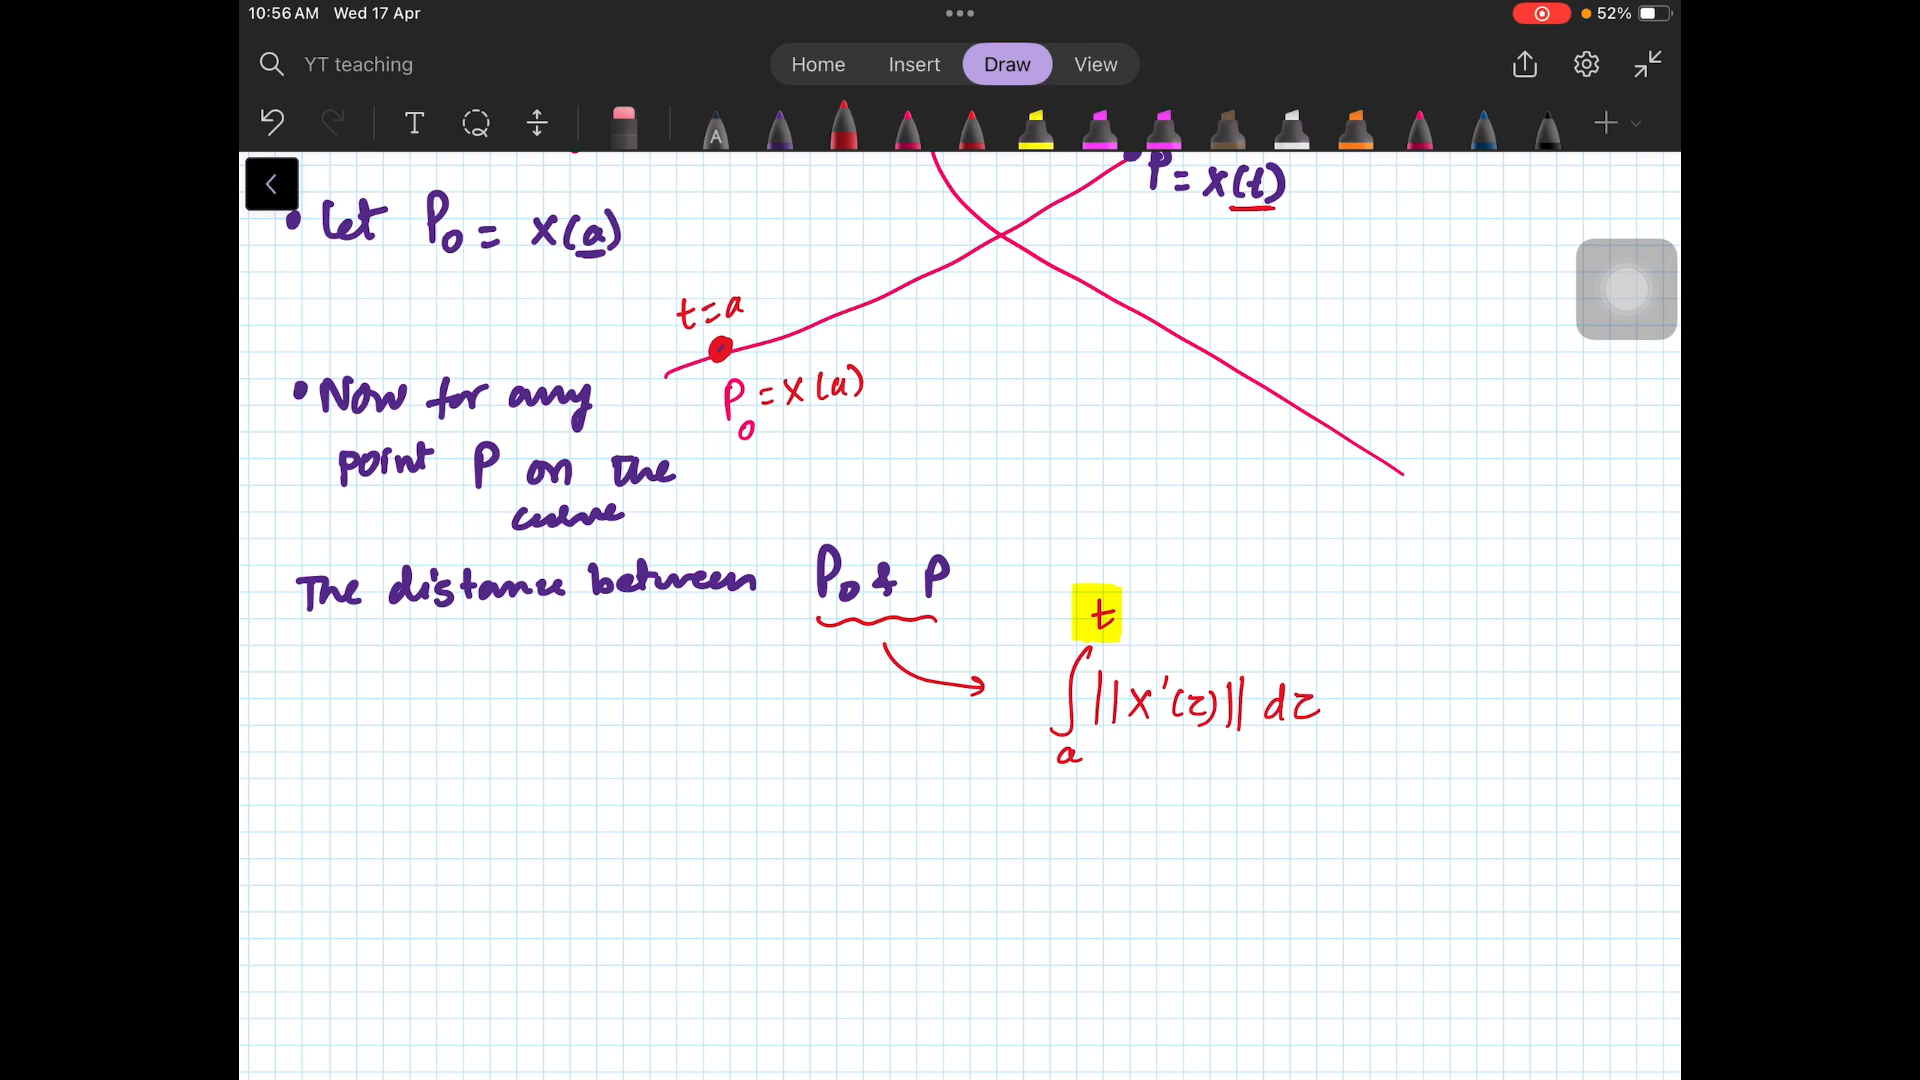 10:56 AM Wed 17 Apr
52%
YT teaching
Home Insert Draw View
T
A
P = x(t)
• Let P₀ = x(a)
t = a
P₀ = x(a)
• Now for any
point P on the
curve
The distance between P₀ & P
t
∫ ||x'(τ)|| dτ
a